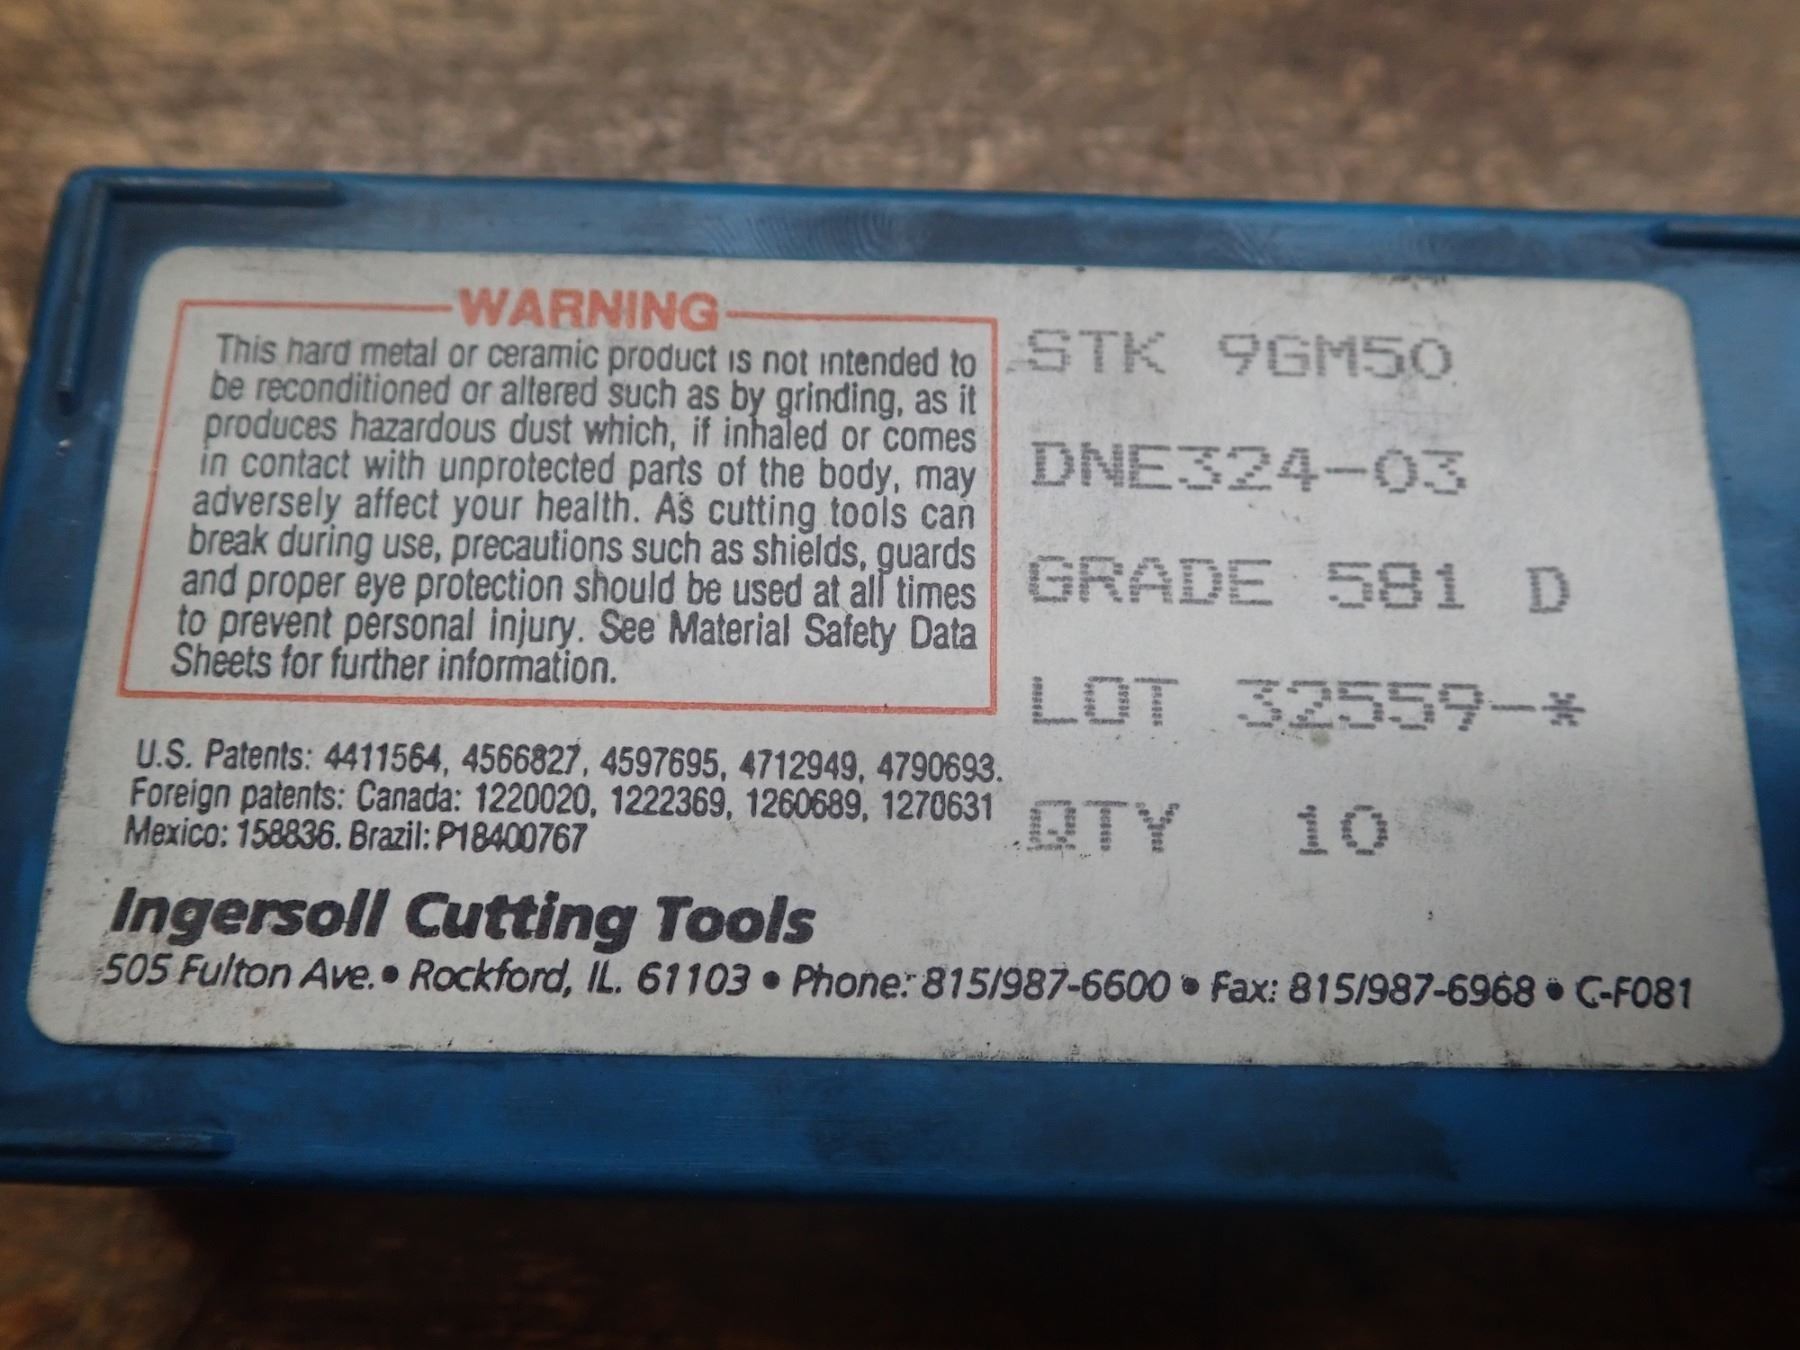 WARNING
This hard metal or ceramic product is not intended to
be reconditioned or altered such as by grinding, as it
produces hazardous dust which, if inhaled or comes
in contact with unprotected parts of the body, may
adversely affect your health. As cutting tools can
break during use, precautions such as shields, guards
and proper eye protection should be used at all times
to prevent personal injury. See Material Safety Data
Sheets for further information.
U.S. Patents: 4411564, 4566827, 4597695, 4712949, 4790693.
Foreign patents: Canada: 1220020, 1222369, 1260689, 1270631
Mexico: 158836. Brazil: P18400767
STK 9GM50
DNE324-03
GRADE 581 D
LOT 32559-*
QTY 10
Ingersoll Cutting Tools
505 Fulton Ave. • Rockford, IL. 61103 • Phone: 815/987-6600 • Fax: 815/987-6968 • C-F081